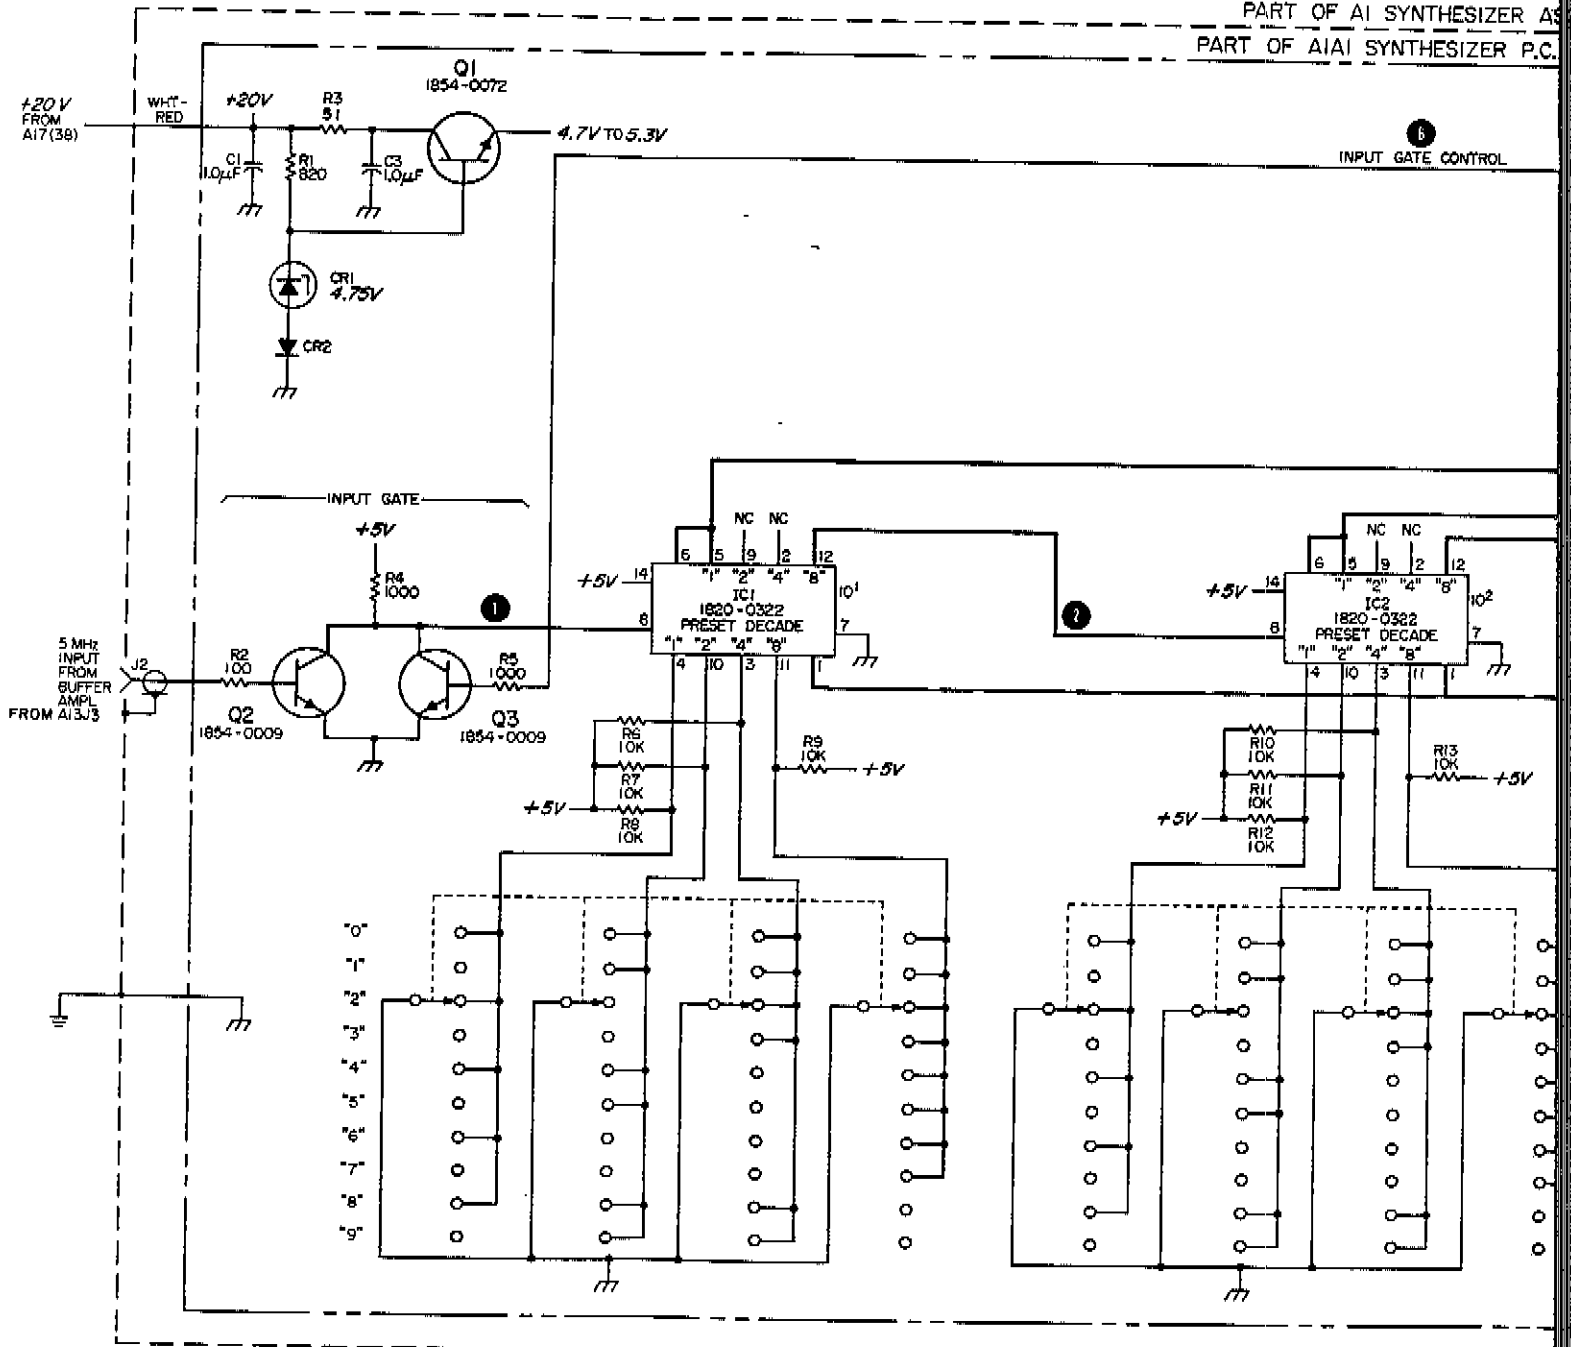 PART OF A1 SYNTHESIZER AS
PART OF A1A1 SYNTHESIZER P.C.
+20V
FROM
A17(38)
WHT-
RED
+20V
R3
51
Q1
1854-0072
4.7V TO 5.3V
C1
1.0µF
R1
820
C3
1.0µF
6
INPUT GATE CONTROL
CR1
4.75V
CR2
INPUT GATE
+5V
R4
1000
1
5 MHz
INPUT
FROM
BUFFER
AMPL
FROM A13J3
J2
R2
100
Q2
1854-0009
R5
1000
Q3
1854-0009
NC NC
6 5 9 2 12
"1" "2" "4" "8"
+5V 14
IC1
1820-0322
PRESET DECADE
10¹
8
7
"1" "2" "4" "8"
4 10 3 11 1
2
NC NC
6 5 9 2 12
"1" "2" "4" "8"
+5V 14
IC2
1820-0322
PRESET DECADE
10²
8
7
"1" "2" "4" "8"
4 10 3 11 1
R6
10K
R7
10K
+5V
R8
10K
R9
10K
+5V
R10
10K
R11
10K
+5V
R12
10K
R13
10K
+5V
"0"
"1"
"2"
"3"
"4"
"5"
"6"
"7"
"8"
"9"